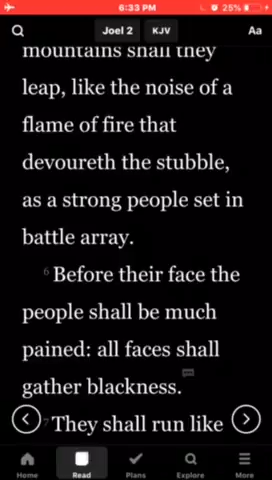 6:33 PM
25%
Joel 2
KJV
Aa
mountains shall they
leap, like the noise of a
flame of fire that
devoureth the stubble,
as a strong people set in
battle array.
6 Before their face the
people shall be much
pained: all faces shall
gather blackness.
7 They shall run like
Home
Read
Plans
Explore
More